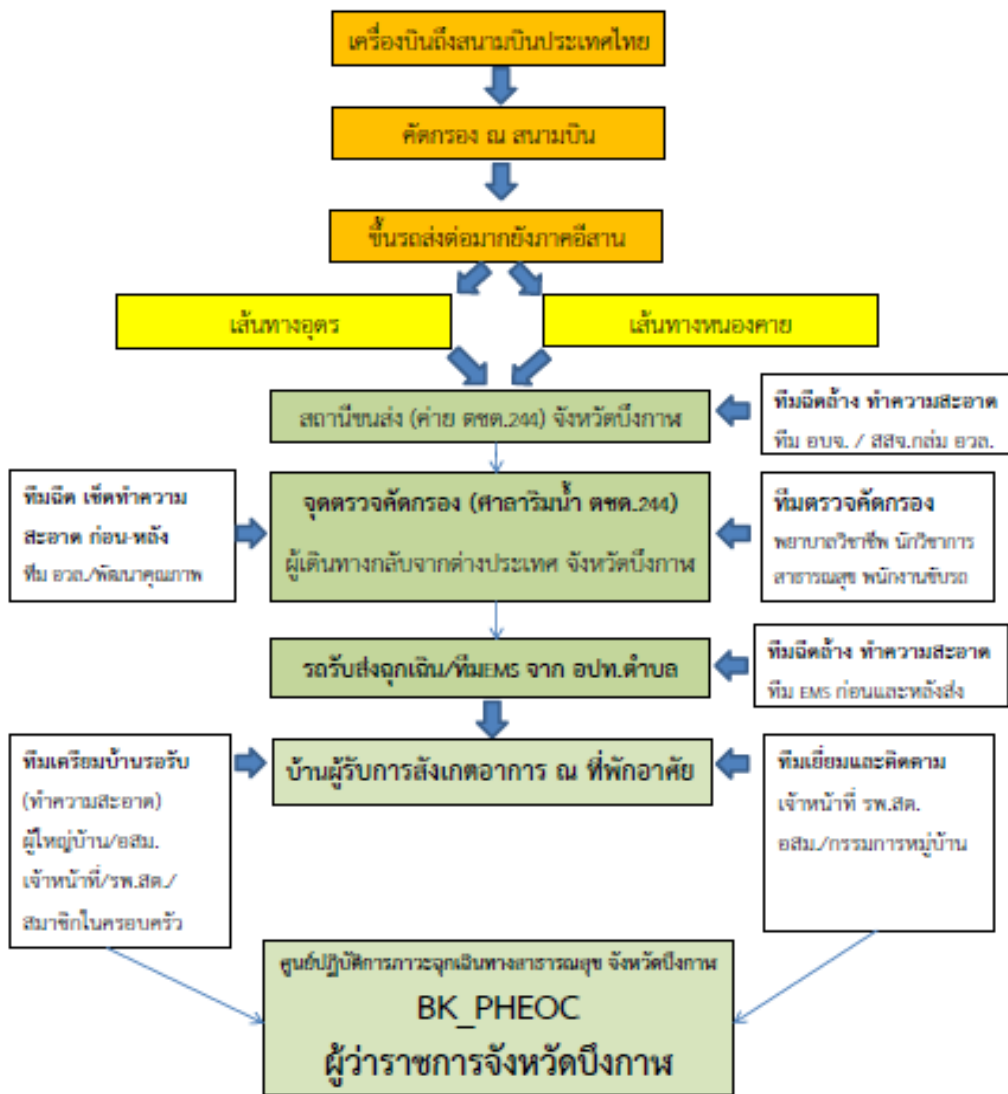 เครื่องบินถึงสนามบินประเทศไทย
คัดกรอง ณ สนามบิน
ขึ้นรถส่งต่อมายังภาคอีสาน
เส้นทางอุดร
เส้นทางหนองคาย
สถานีขนส่ง (ค่าย ตชด.244) จังหวัดบึงกาฬ
ทีมฉีดล้าง ทำความสะอาด
ทีม อบจ. / สสจ.กลุ่ม อวล.
ทีมฉีด เช็ดทำความ
สะอาด ก่อน-หลัง
ทีม อวล./พัฒนาคุณภาพ
จุดตรวจคัดกรอง (ศาลาริมน้ำ ตชด.244)
ผู้เดินทางกลับจากต่างประเทศ จังหวัดบึงกาฬ
ทีมตรวจคัดกรอง
พยาบาลวิชาชีพ นักวิชาการ
สาธารณสุข พนักงานขับรถ
รถรับส่งฉุกเฉิน/ทีมEMS จาก อปท.ตำบล
ทีมฉีดล้าง ทำความสะอาด
ทีม EMS ก่อนและหลังส่ง
ทีมเตรียมบ้านรอรับ
(ทำความสะอาด)
ผู้ใหญ่บ้าน/อสม.
เจ้าหน้าที่/รพ.สต./
สมาชิกในครอบครัว
บ้านผู้รับการสังเกตอาการ ณ ที่พักอาศัย
ทีมเยี่ยมและติดตาม
เจ้าหน้าที่ รพ.สต.
อสม./กรรมการหมู่บ้าน
ศูนย์ปฏิบัติการภาวะฉุกเฉินทางสาธารณสุข จังหวัดบึงกาฬ
BK_PHEOC
ผู้ว่าราชการจังหวัดบึงกาฬ